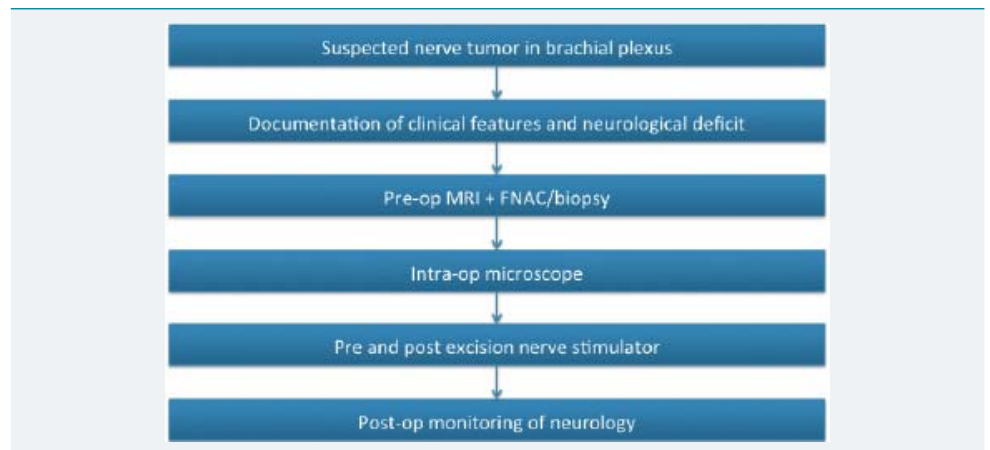 Suspected nerve tumor in brachial plexus
Documentation of clinical features and neurological deficit
Pre-op MRI + FNAC/biopsy
Intra-op microscope
Pre and post excision nerve stimulator
Post-op monitoring of neurology